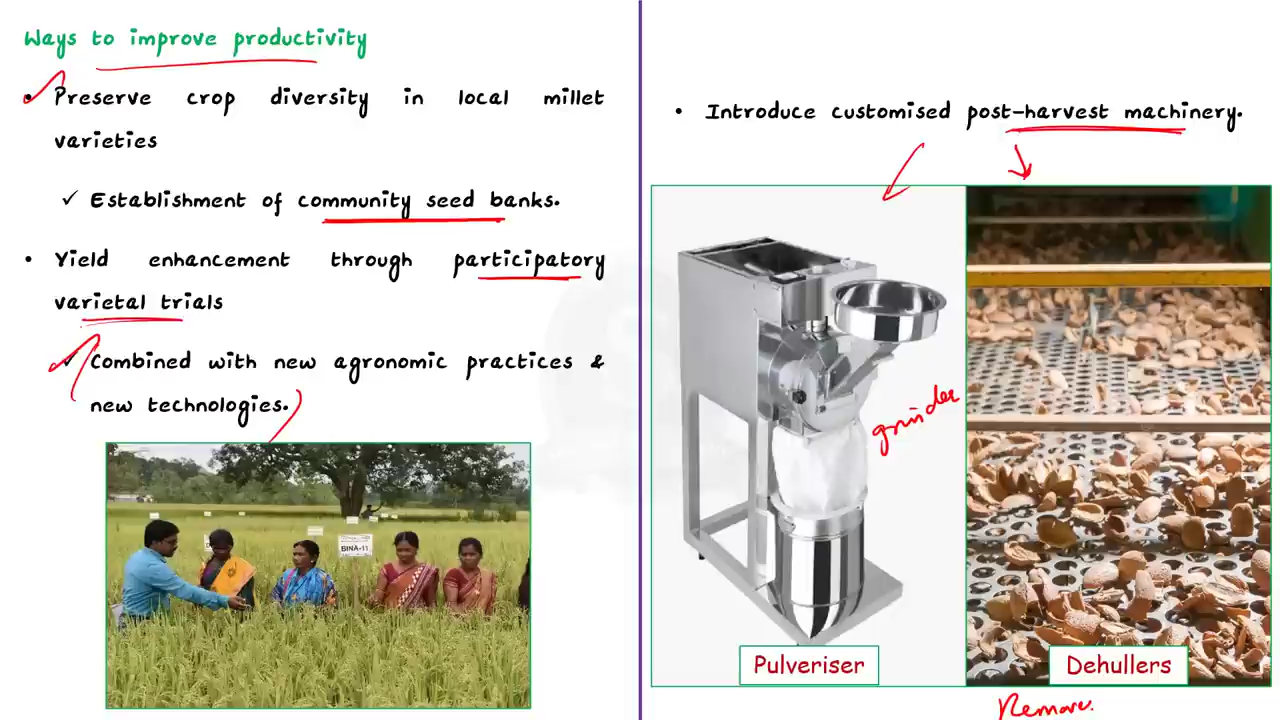 Ways to improve productivity
• Preserve crop diversity in local millet
varieties
✓ Establishment of community seed banks.
• Yield enhancement through participatory
varietal trials
✓ Combined with new agronomic practices &
new technologies.
BINA-11
• Introduce customised post-harvest machinery.
grinder
Pulveriser
Dehullers